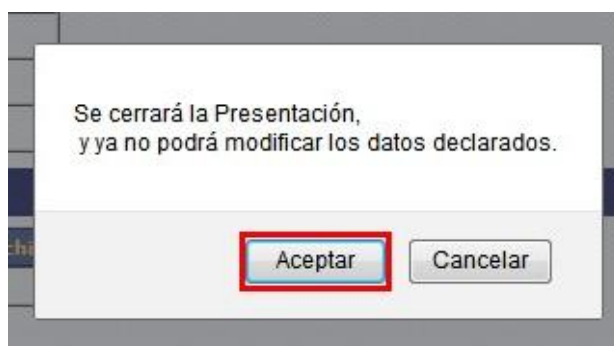 Se cerrará la Presentación,
y ya no podrá modificar los datos declarados.
Aceptar Cancelar